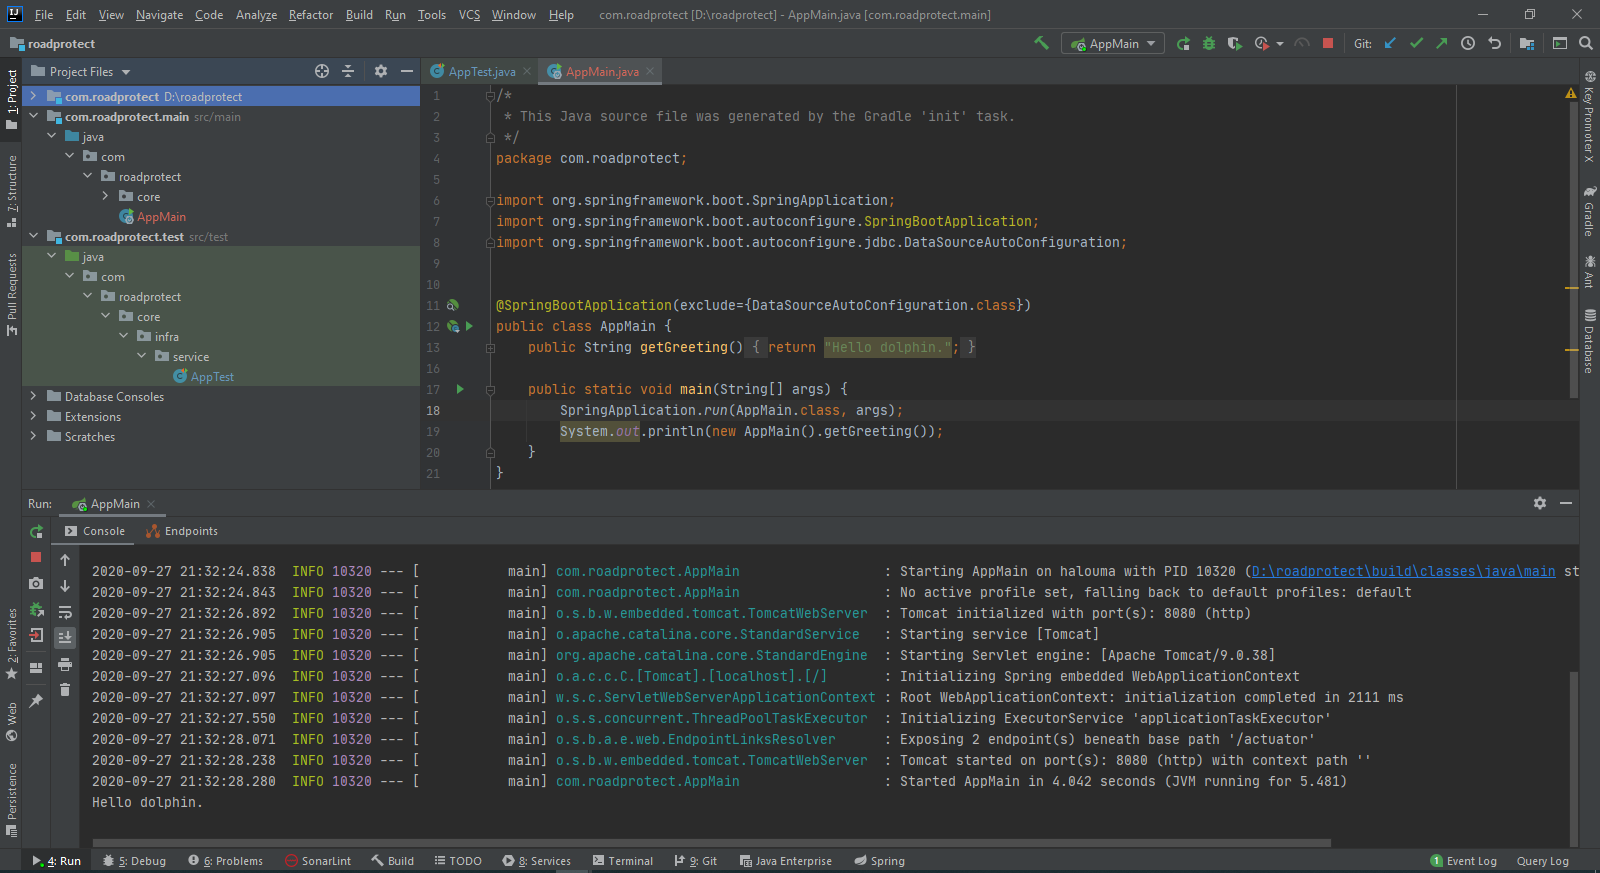 File Edit View Navigate Code Analyze Refactor Build Run Tools VCS Window Help com.roadprotect [D:\roadprotect] - AppMain.java [com.roadprotect.main]
roadprotect
AppMain
Git:
Project Files
AppTest.java
AppMain.java
1: Project
7: Structure
Pull Requests
2: Favorites
Web
Persistence
com.roadprotect D:\roadprotect
com.roadprotect.main src/main
java
com
roadprotect
core
AppMain
com.roadprotect.test src/test
java
com
roadprotect
core
infra
service
AppTest
Database Consoles
Extensions
Scratches
1 /*
2 * This Java source file was generated by the Gradle 'init' task.
3 */
4 package com.roadprotect;
5
6 import org.springframework.boot.SpringApplication;
7 import org.springframework.boot.autoconfigure.SpringBootApplication;
8 import org.springframework.boot.autoconfigure.jdbc.DataSourceAutoConfiguration;
9
10
11 @SpringBootApplication(exclude={DataSourceAutoConfiguration.class})
12 public class AppMain {
13 public String getGreeting() { return "Hello dolphin."; }
16
17 public static void main(String[] args) {
18 SpringApplication.run(AppMain.class, args);
19 System.out.println(new AppMain().getGreeting());
20 }
21 }
Key Promoter X
Gradle
Ant
Database
Run: AppMain
Console Endpoints
2020-09-27 21:32:24.838 INFO 10320 --- [ main] com.roadprotect.AppMain : Starting AppMain on halouma with PID 10320 (D:\roadprotect\build\classes\java\main st
2020-09-27 21:32:24.843 INFO 10320 --- [ main] com.roadprotect.AppMain : No active profile set, falling back to default profiles: default
2020-09-27 21:32:26.892 INFO 10320 --- [ main] o.s.b.w.embedded.tomcat.TomcatWebServer : Tomcat initialized with port(s): 8080 (http)
2020-09-27 21:32:26.905 INFO 10320 --- [ main] o.apache.catalina.core.StandardService : Starting service [Tomcat]
2020-09-27 21:32:26.905 INFO 10320 --- [ main] org.apache.catalina.core.StandardEngine : Starting Servlet engine: [Apache Tomcat/9.0.38]
2020-09-27 21:32:27.096 INFO 10320 --- [ main] o.a.c.c.C.[Tomcat].[localhost].[/] : Initializing Spring embedded WebApplicationContext
2020-09-27 21:32:27.097 INFO 10320 --- [ main] w.s.c.ServletWebServerApplicationContext : Root WebApplicationContext: initialization completed in 2111 ms
2020-09-27 21:32:27.550 INFO 10320 --- [ main] o.s.s.concurrent.ThreadPoolTaskExecutor : Initializing ExecutorService 'applicationTaskExecutor'
2020-09-27 21:32:28.071 INFO 10320 --- [ main] o.s.b.a.e.web.EndpointLinksResolver : Exposing 2 endpoint(s) beneath base path '/actuator'
2020-09-27 21:32:28.238 INFO 10320 --- [ main] o.s.b.w.embedded.tomcat.TomcatWebServer : Tomcat started on port(s): 8080 (http) with context path ''
2020-09-27 21:32:28.280 INFO 10320 --- [ main] com.roadprotect.AppMain : Started AppMain in 4.042 seconds (JVM running for 5.481)
Hello dolphin.
4: Run 5: Debug 6: Problems SonarLint Build TODO 8: Services Terminal 9: Git Java Enterprise Spring 1 Event Log Query Log